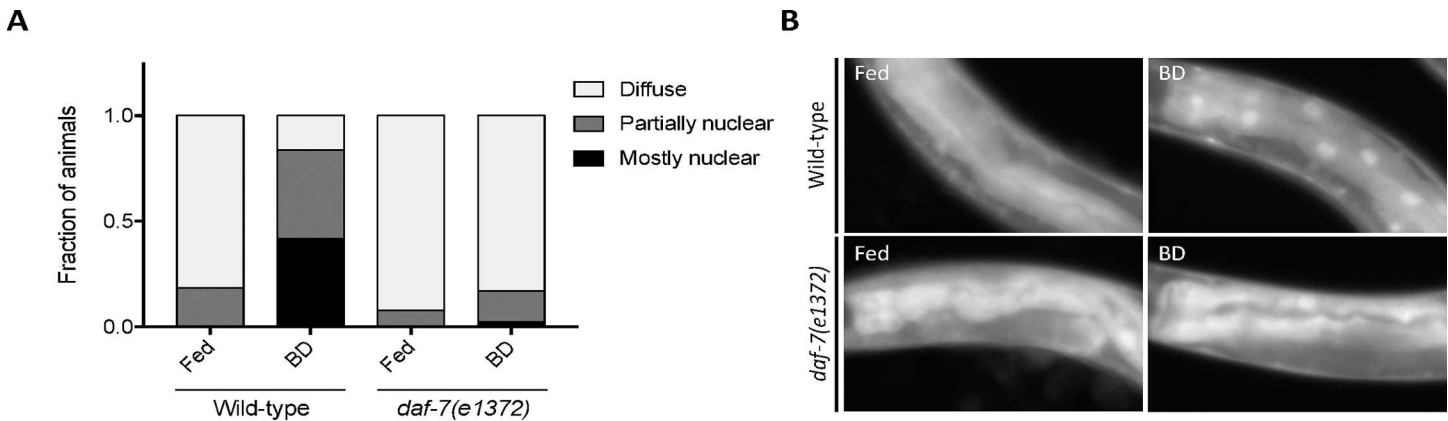 A
Fraction of animals
1.0
0.5
0.0
Fed
BD
Fed
BD
Wild-type
daf-7(e1372)
Diffuse
Partially nuclear
Mostly nuclear
B
Wild-type
Fed
BD
daf-7(e1372)
Fed
BD